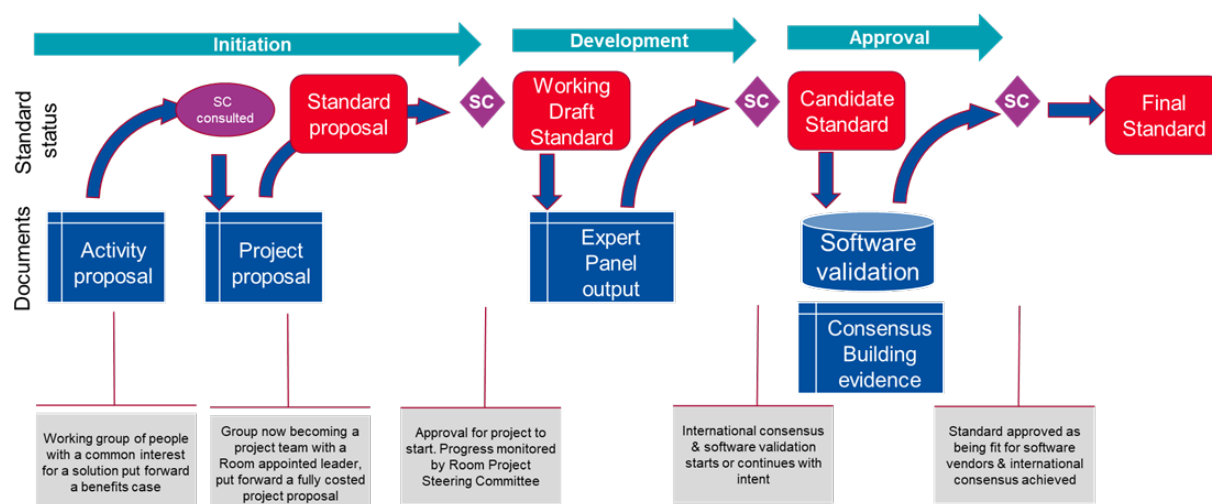 Initiation
Development
Approval
Standard
status
SC
consulted
Standard
proposal
SC
Working
Draft
Standard
SC
Candidate
Standard
SC
Final
Standard
Documents
Activity
proposal
Project
proposal
Expert
Panel
output
Software
validation
Consensus
Building
evidence
Working group of people
with a common interest
for a solution put forward
a benefits case
Group now becoming a
project team with a
Room appointed leader,
put forward a fully costed
project proposal
Approval for project to
start. Progress monitored
by Room Project
Steering Committee
International consensus
& software validation
starts or continues with
intent
Standard approved as
being fit for software
vendors & international
consensus achieved